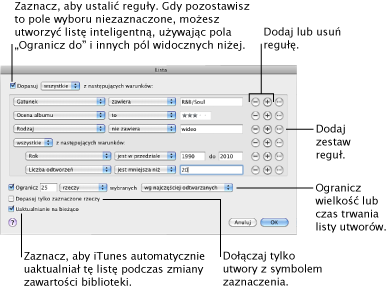 Zaznacz, aby ustalić reguły. Gdy pozostawisz
to pole wyboru niezaznaczone, możesz
utworzyć listę inteligentną, używając pola
„Ogranicz do” i innych pól widocznych niżej.
Dodaj lub usuń
regułę.
Lista
Dopasuj wszystkie z następujących warunków:
Gatunek zawiera R&B/Soul
Ocena albumu to ★★★
Rodzaj nie zawiera wideo
wszystkie z następujących warunków:
Rok jest w przedziale 1990 do 2010
Liczba odtworzeń jest mniejsza niż 20
Dodaj
zestaw
reguł.
Ogranicz 25 rzeczy wybranych wg najczęściej odtwarzanych
Dopasuj tylko zaznaczone rzeczy
Uaktualnianie na bieżąco
? Anuluj OK
Ogranicz
wielkość lub
czas trwania
listy utworów.
Zaznacz, aby iTunes automatycznie
uaktualniał tę listę podczas zmiany
zawartości biblioteki.
Dołączaj tylko
utwory z symbolem
zaznaczenia.